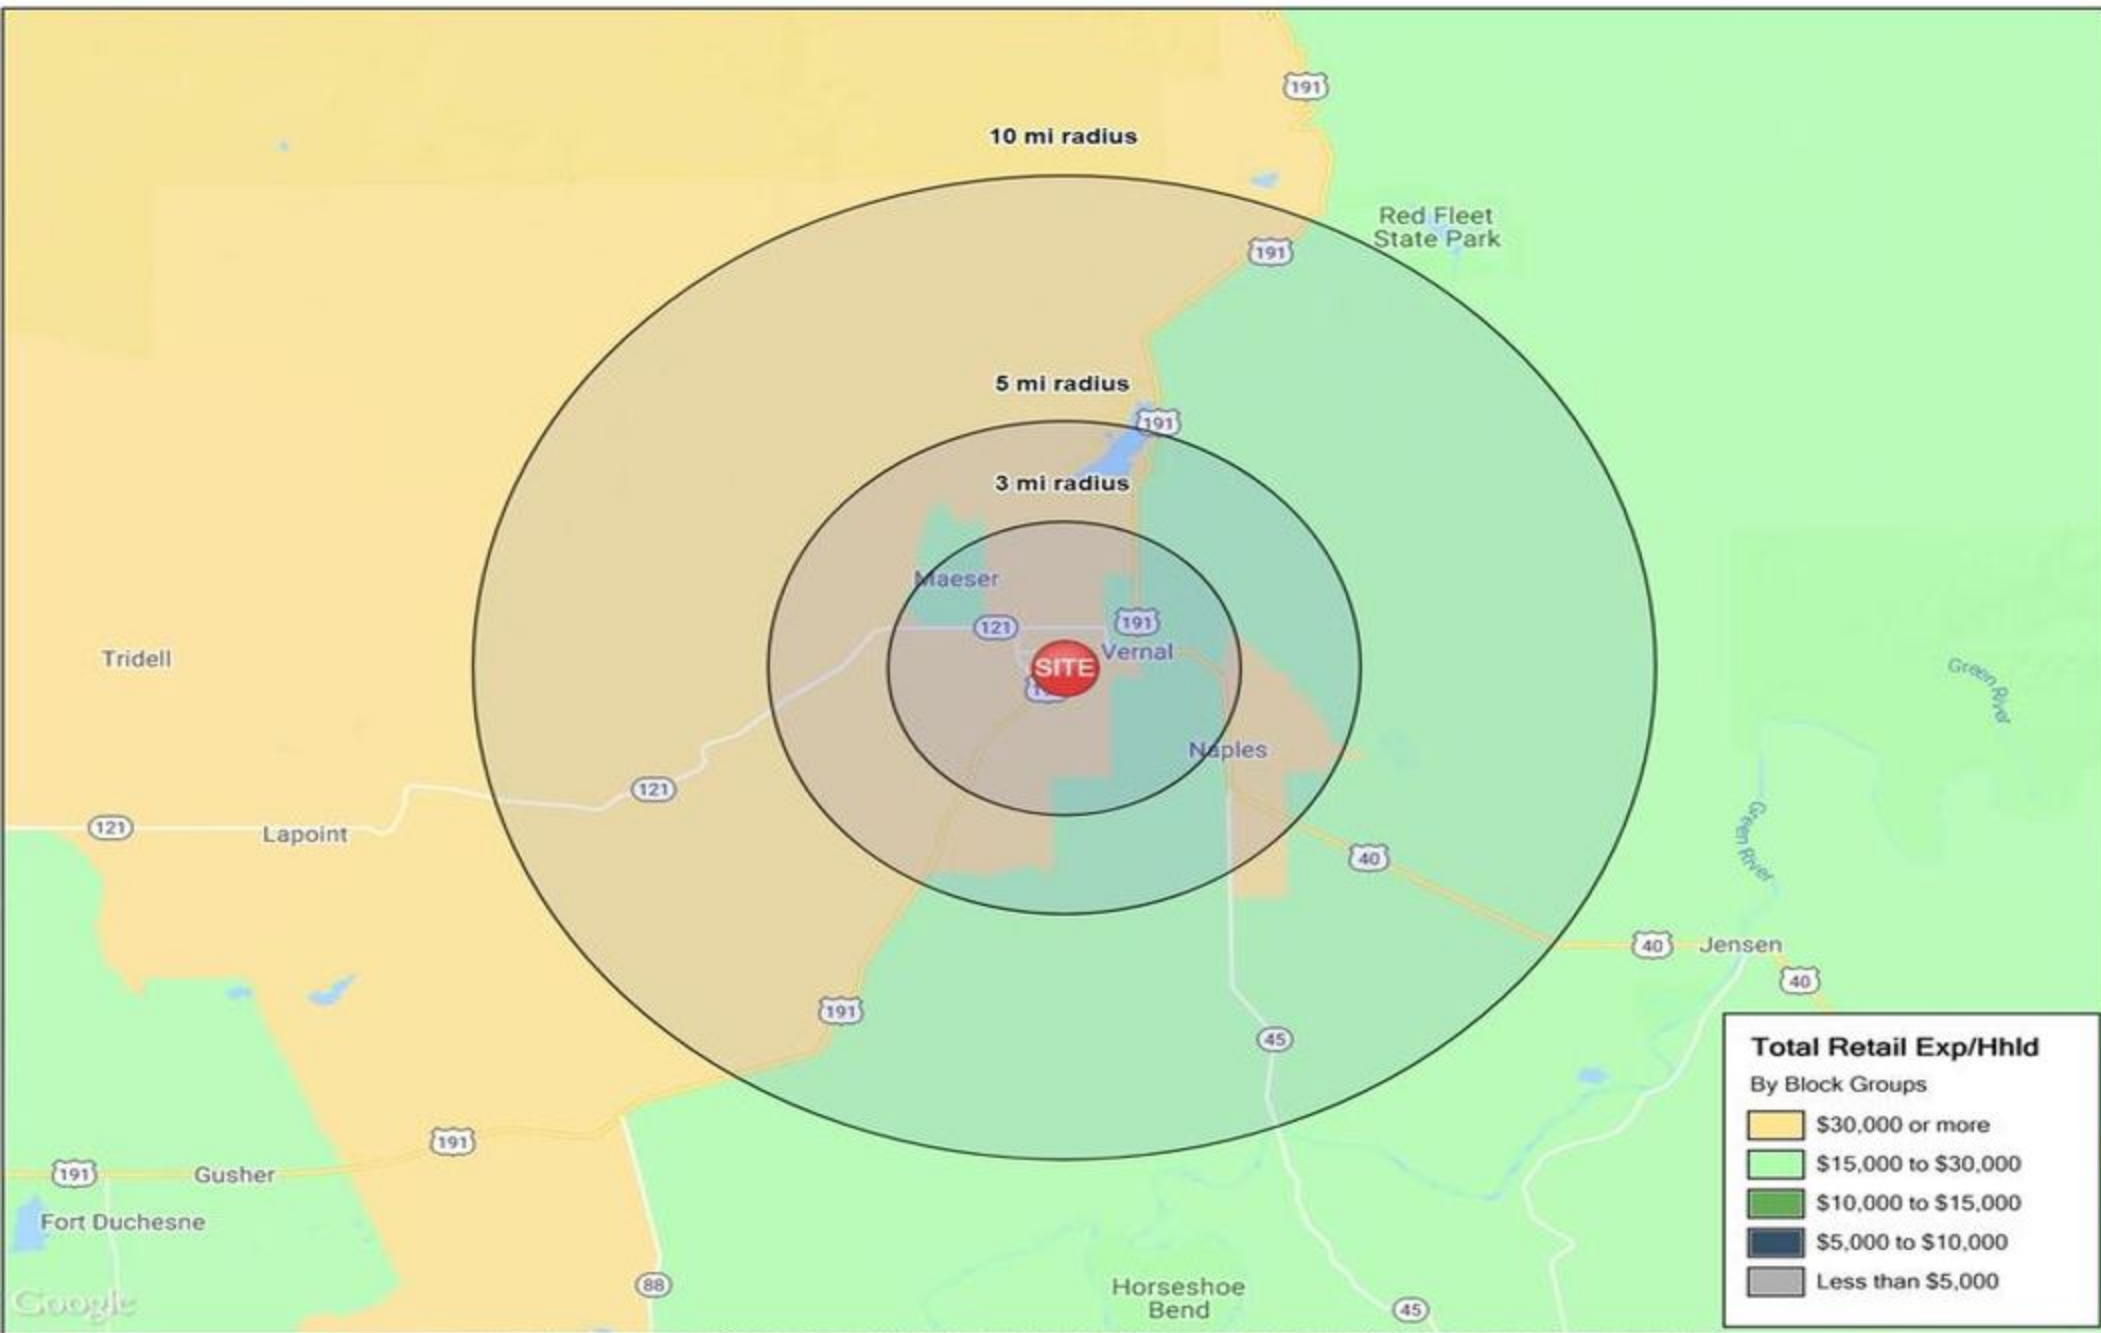 191
10 mi radius
Red Fleet
State Park
191
5 mi radius
191
3 mi radius
Maeser
121
191
Vernal
SITE
Tridell
Green River
Naples
121
121
Lapoint
Green River
40
40
Jensen
40
191
45
191
191
Gusher
Fort Duchesne
88
Horseshoe
Bend
45
Google
Total Retail Exp/Hhld
By Block Groups
$30,000 or more
$15,000 to $30,000
$10,000 to $15,000
$5,000 to $10,000
Less than $5,000